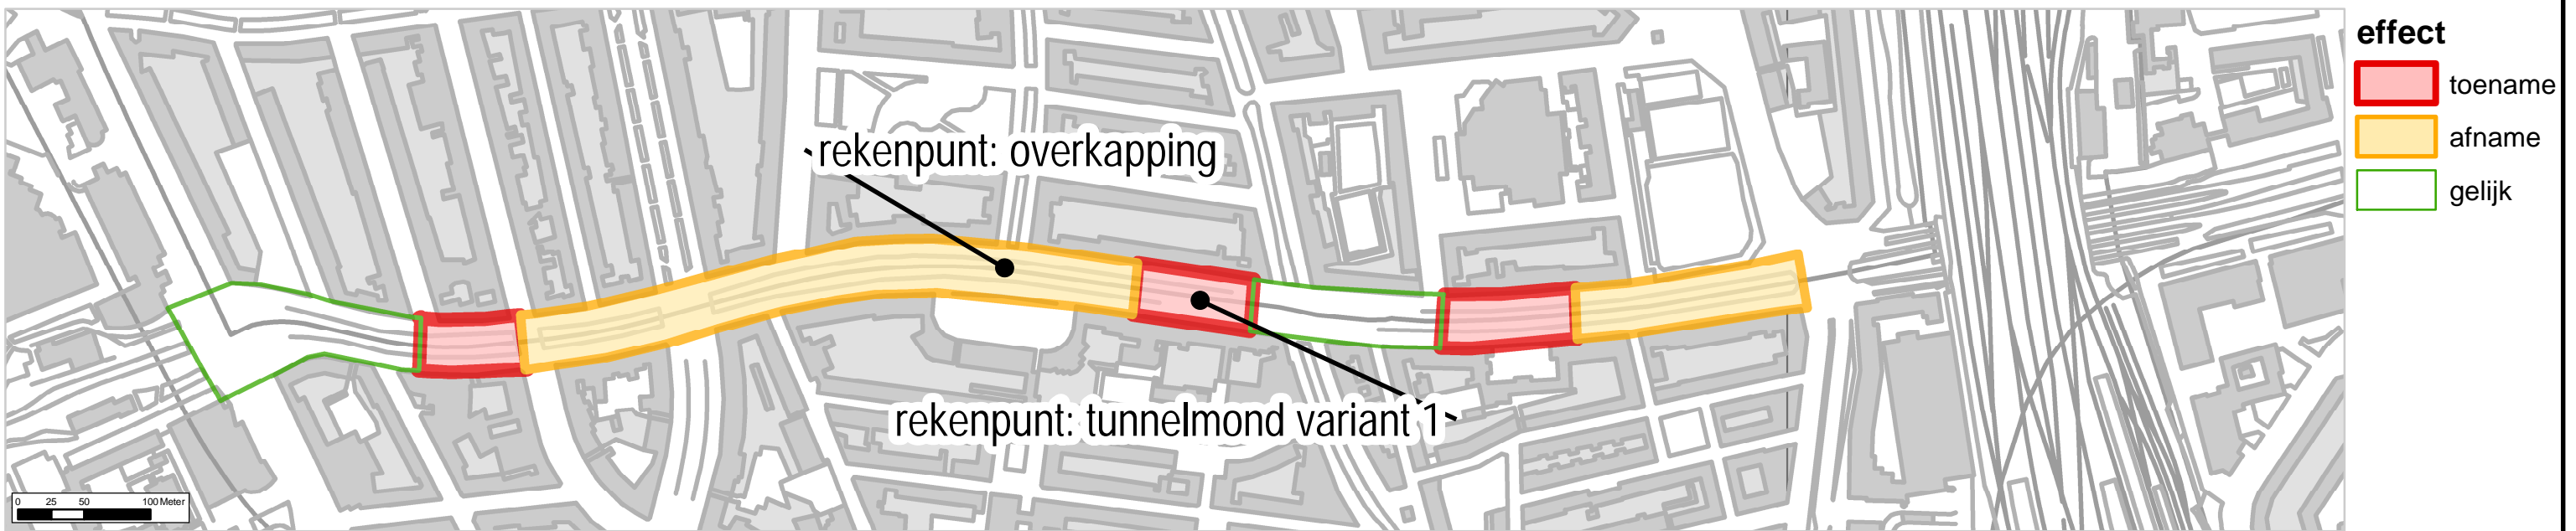 effect
toename
afname
gelijk
rekenpunt: overkapping
rekenpunt: tunnelmond variant 1
0 25 50 100 Meter